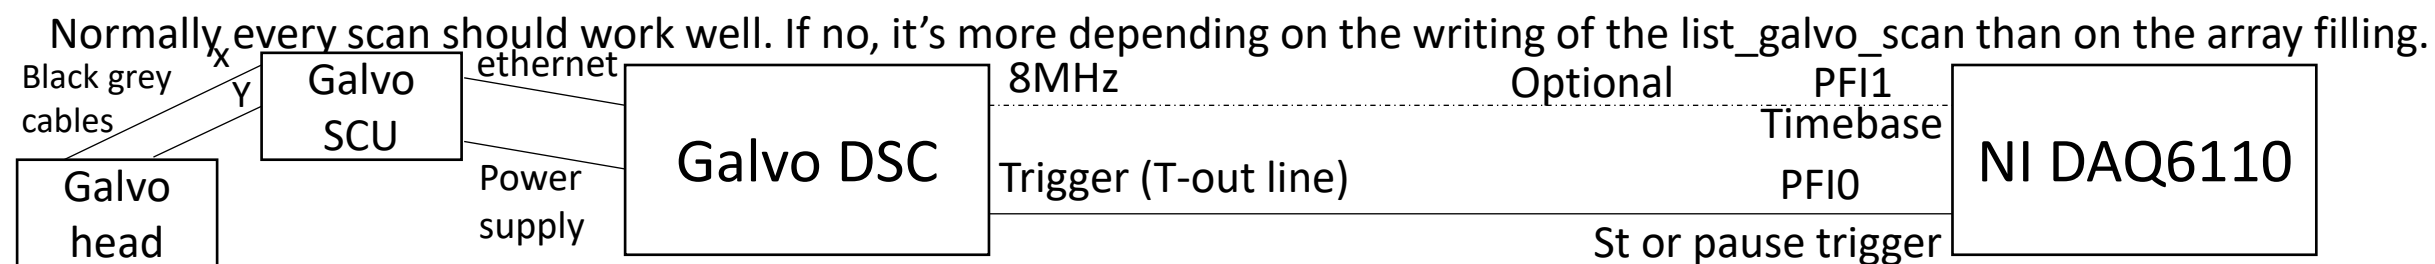 Normally every scan should work well. If no, it's more depending on the writing of the list_galvo_scan than on the array filling.
Black grey
cables
x
Y
Galvo
head
Galvo
SCU
ethernet
Power
supply
Galvo DSC
8MHz
Trigger (T-out line)
Optional
PFI1
Timebase
PFI0
St or pause trigger
NI DAQ6110